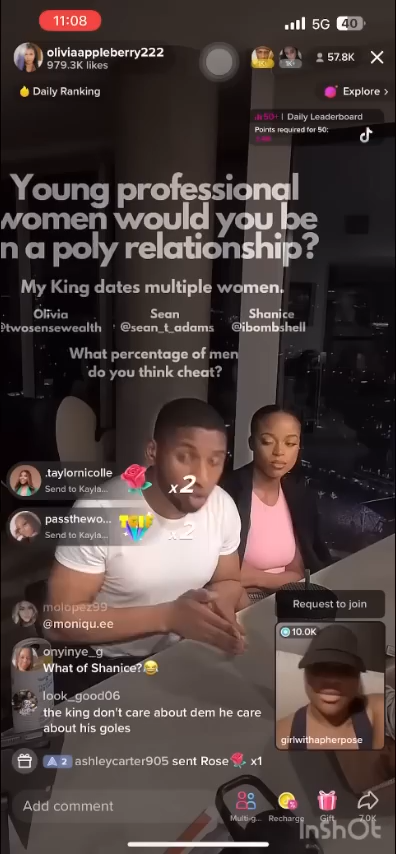 11:08
5G
40
oliviaappleberry222
979.3K likes
57.8K
Daily Ranking
Explore
50+ | Daily Leaderboard
Points required for 50:
Young professional
women would you be
n a poly relationship?
My King dates multiple women.
Olivia
Sean
Shanice
@twosensewealth
@sean_t_adams
@ibombshell
What percentage of men
do you think cheat?
.taylornicolle
Send to Kayla...
x2
passthewo...
Send to Kayla...
x2
molopez99
@moniqu.ee
Request to join
10.0K
onyinye_g
What of Shanice?😂
look_good06
the king don't care about dem he care
about his goles
girlwithapherpose
A 2 ashleycarter905 sent Rose x1
Add comment
Multi-g...
Recharge
Gift
7.0K
InShOt